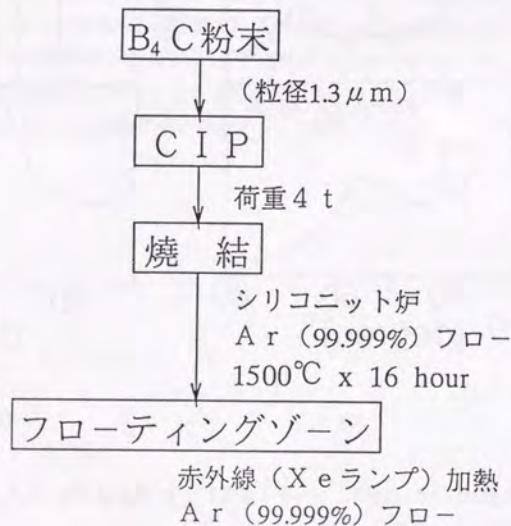 B₄C粉末
(粒径1.3μm)
CIP
荷重4 t
焼 結
シリコニット炉
Ar (99.999%) フロー
1500℃ x 16 hour
フローティングゾーン
赤外線 (Xeランプ) 加熱
Ar (99.999%) フロー